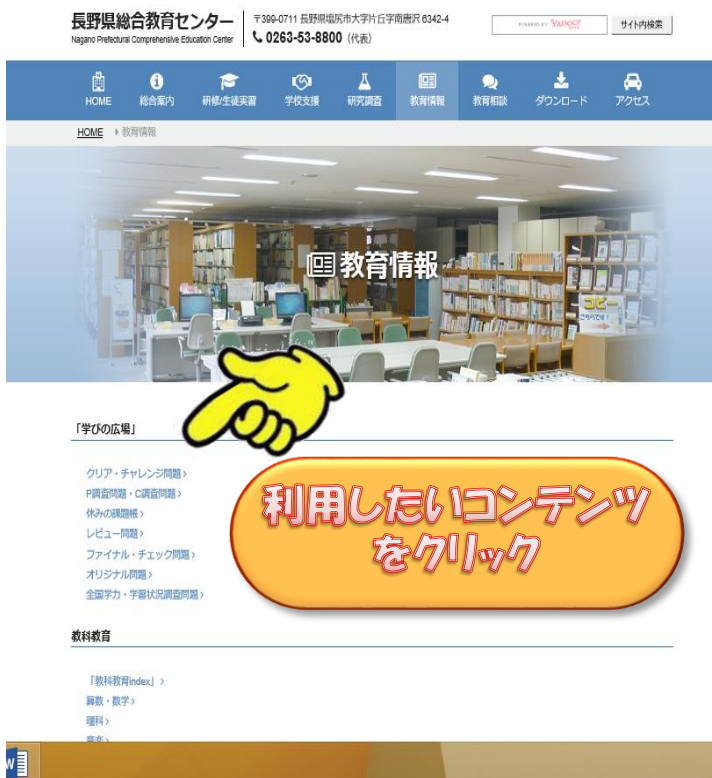 長野県総合教育センター
Nagano Prefectural Comprehensive Education Center
〒399-0711 長野県塩尻市大字片丘字南唐沢 6342-4
0263-53-8800（代表）
POWERED BY YAHOO!
サイト内検索
HOME
総合案内
研修/生徒実習
学校支援
研究調査
教育情報
教育相談
ダウンロード
アクセス
HOME 教育情報
教育情報
コピー
こちらです！
「学びの広場」
クリア・チャレンジ問題
P調査問題・C調査問題
休みの課題帳
レビュー問題
ファイナル・チェック問題
オリジナル問題
全国学力・学習状況調査問題
利用したいコンテンツ
をクリック
教科教育
「教科教育index」
算数・数学
理科
W